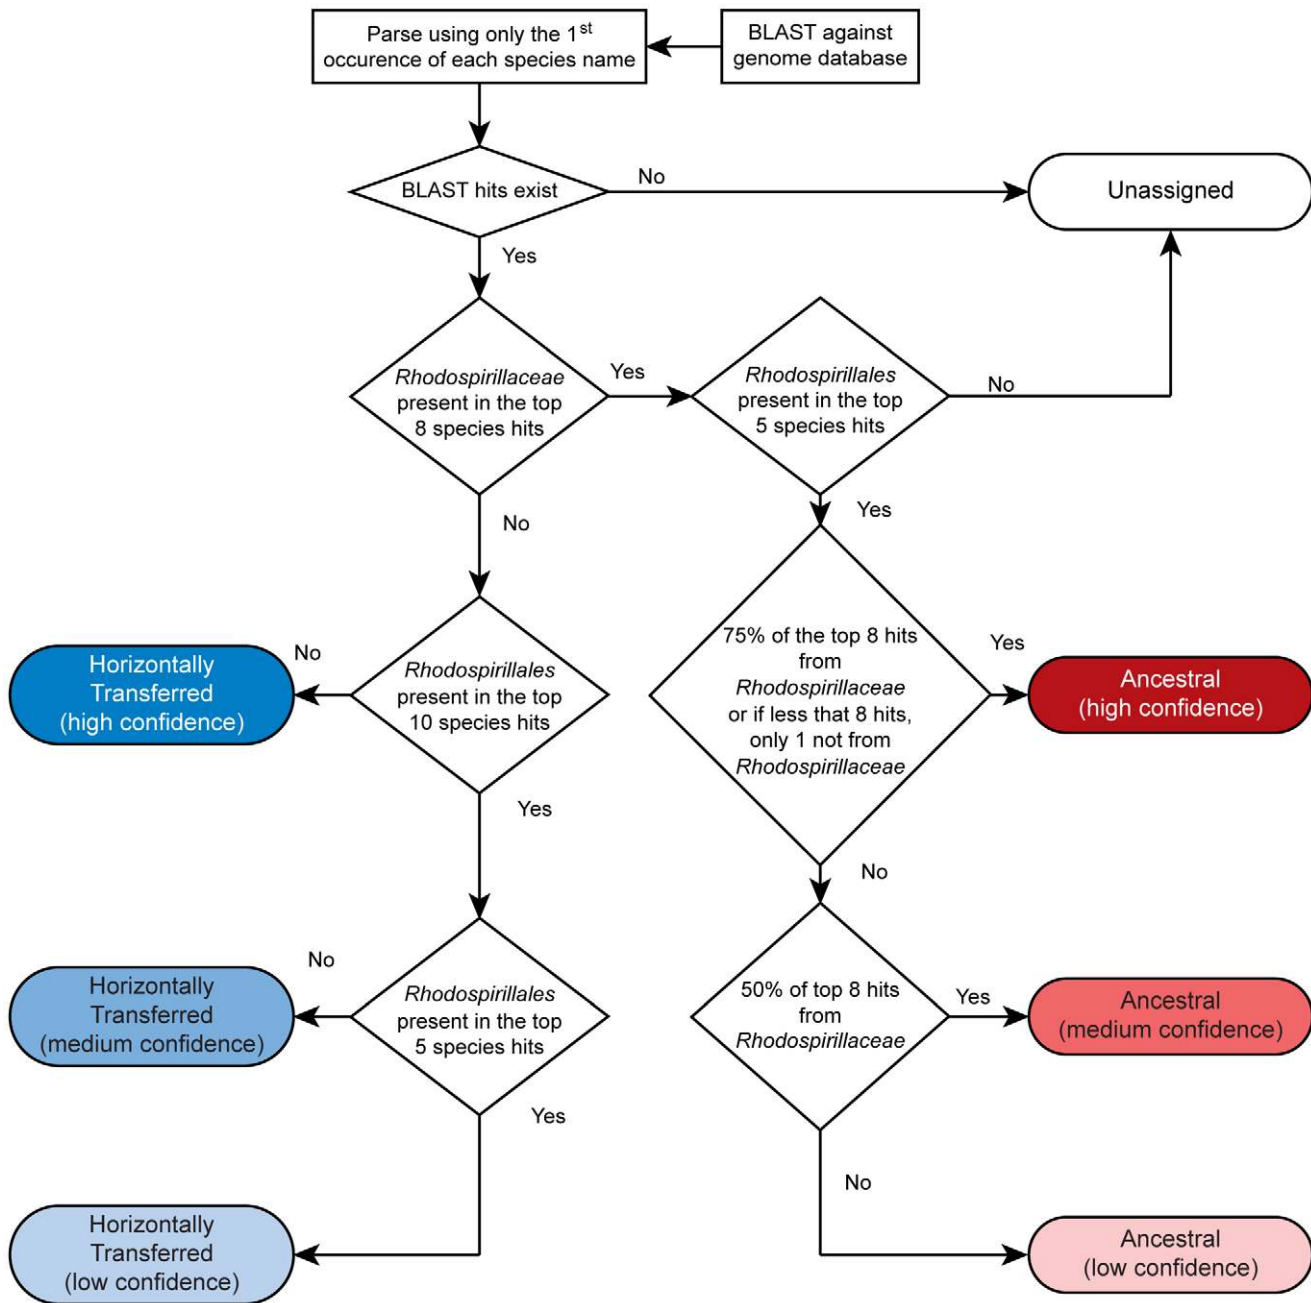 Parse using only the 1st
occurence of each species name
BLAST against
genome database
BLAST hits exist
No
Unassigned
Yes
Rhodospirillaceae
present in the top
8 species hits
Yes
Rhodospirillales
present in the top
5 species hits
No
No
Yes
Horizontally
Transferred
(high confidence)
No
Rhodospirillales
present in the top
10 species hits
75% of the top 8 hits
from
Rhodospirillaceae
or if less that 8 hits,
only 1 not from
Rhodospirillaceae
Yes
Ancestral
(high confidence)
Yes
No
Horizontally
Transferred
(medium confidence)
No
Rhodospirillales
present in the top
5 species hits
50% of top 8 hits
from
Rhodospirillaceae
Yes
Ancestral
(medium confidence)
Yes
No
Horizontally
Transferred
(low confidence)
Ancestral
(low confidence)